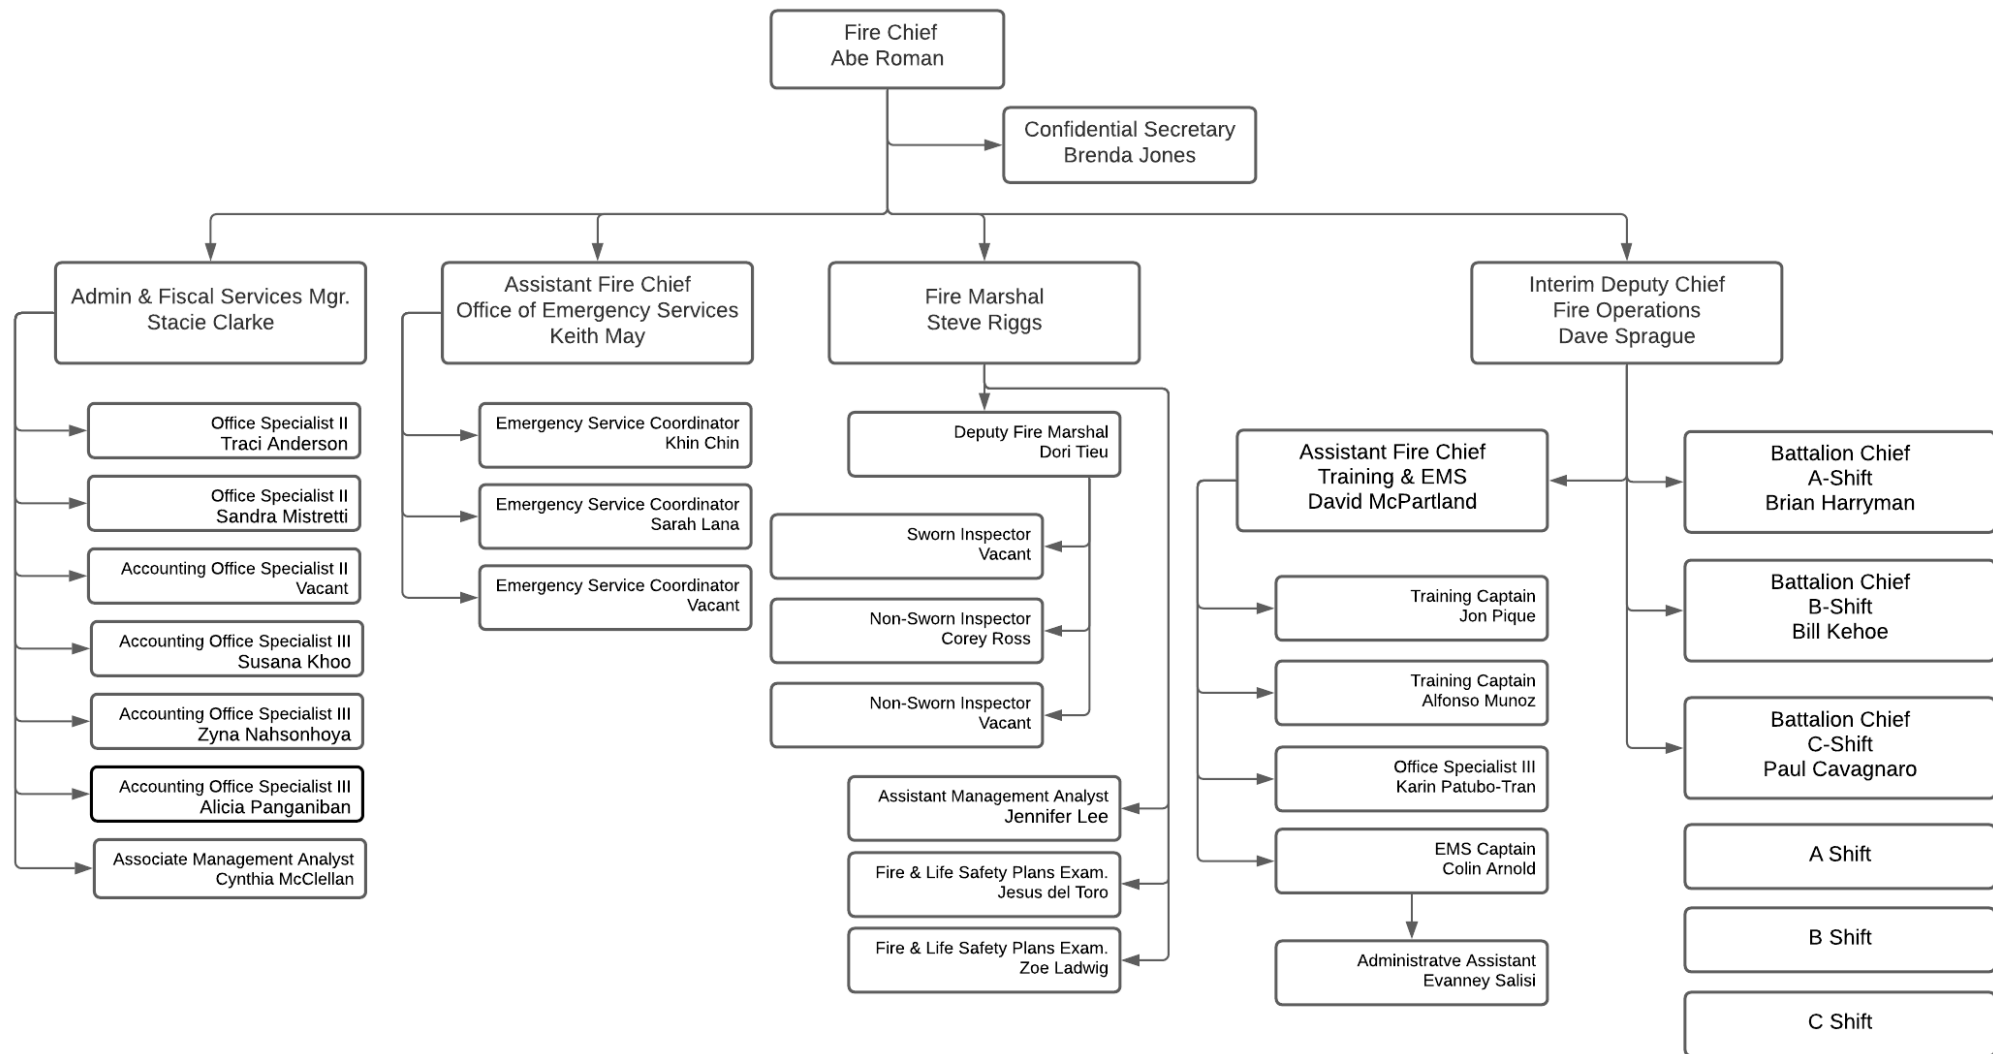 Fire Chief
Abe Roman
Confidential Secretary
Brenda Jones
Admin & Fiscal Services Mgr.
Stacie Clarke
Assistant Fire Chief
Office of Emergency Services
Keith May
Fire Marshal
Steve Riggs
Interim Deputy Chief
Fire Operations
Dave Sprague
Office Specialist II
Traci Anderson
Office Specialist II
Sandra Mistretti
Accounting Office Specialist II
Vacant
Accounting Office Specialist III
Susana Khoo
Accounting Office Specialist III
Zyna Nahsonhoya
Accounting Office Specialist III
Alicia Panganiban
Associate Management Analyst
Cynthia McClellan
Emergency Service Coordinator
Khin Chin
Emergency Service Coordinator
Sarah Lana
Emergency Service Coordinator
Vacant
Deputy Fire Marshal
Dori Tieu
Sworn Inspector
Vacant
Non-Sworn Inspector
Corey Ross
Non-Sworn Inspector
Vacant
Assistant Management Analyst
Jennifer Lee
Fire & Life Safety Plans Exam.
Jesus del Toro
Fire & Life Safety Plans Exam.
Zoe Ladwig
Assistant Fire Chief
Training & EMS
David McPartland
Training Captain
Jon Pique
Training Captain
Alfonso Munoz
Office Specialist III
Karin Patubo-Tran
EMS Captain
Colin Arnold
Administratve Assistant
Evanney Salisi
Battalion Chief
A-Shift
Brian Harryman
Battalion Chief
B-Shift
Bill Kehoe
Battalion Chief
C-Shift
Paul Cavagnaro
A Shift
B Shift
C Shift